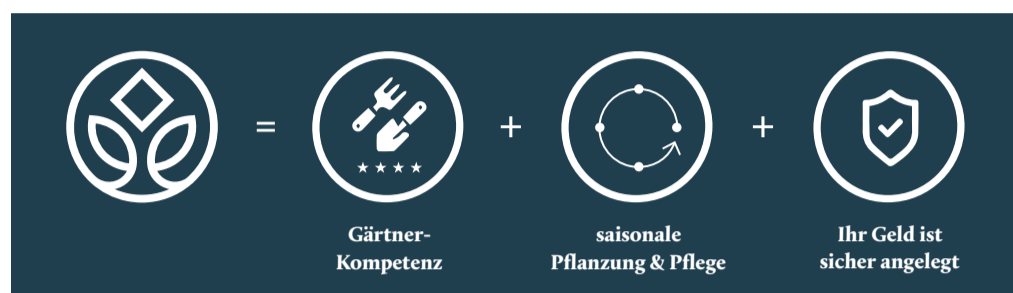 = + +
Gärtner-
Kompetenz
saisonale
Pflanzung & Pflege
Ihr Geld ist
sicher angelegt